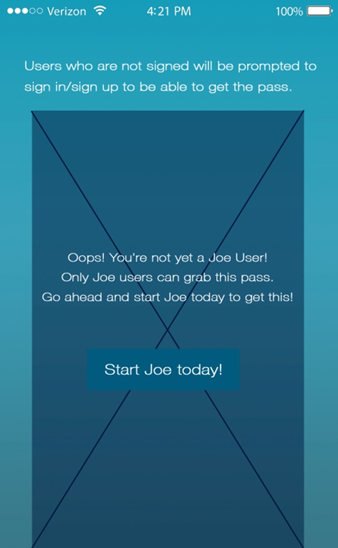 Verizon 4:21 PM 100%
Users who are not signed will be prompted to
sign in/sign up to be able to get the pass.
Oops! You're not yet a Joe User!
Only Joe users can grab this pass.
Go ahead and start Joe today to get this!
Start Joe today!